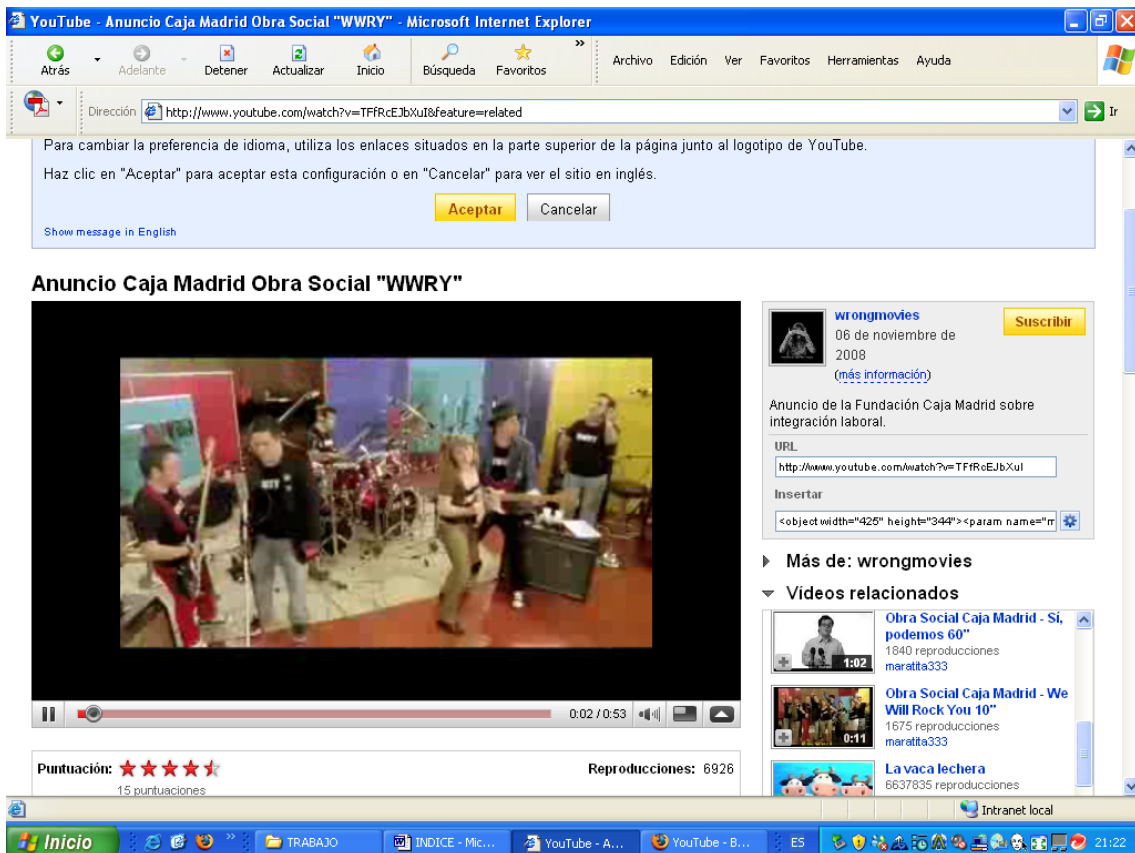 YouTube - Anuncio Caja Madrid Obra Social "WWRY" - Microsoft Internet Explorer
Atrás Adelante Detener Actualizar Inicio Búsqueda Favoritos » Archivo Edición Ver Favoritos Herramientas Ayuda
Dirección http://www.youtube.com/watch?v=TFfRcEJbXuI&feature=related Ir
Para cambiar la preferencia de idioma, utiliza los enlaces situados en la parte superior de la página junto al logotipo de YouTube.
Haz clic en "Aceptar" para aceptar esta configuración o en "Cancelar" para ver el sitio en inglés.
Aceptar Cancelar
Show message in English
Anuncio Caja Madrid Obra Social "WWRY"
0:02 / 0:53
Puntuación:
15 puntuaciones
Reproducciones: 6926
wrongmovies
06 de noviembre de
2008
(más información)
Suscribir
Anuncio de la Fundación Caja Madrid sobre
integración laboral.
URL
http://www.youtube.com/watch?v=TFfRcEJbXuI
Insertar
<object width="425" height="344"><param name="m
Más de: wrongmovies
Vídeos relacionados
1:02
Obra Social Caja Madrid - Sí,
podemos 60"
1840 reproducciones
maratita333
0:11
Obra Social Caja Madrid - We
Will Rock You 10"
1675 reproducciones
maratita333
La vaca lechera
6637835 reproducciones
Intranet local
Inicio » TRABAJO INDICE - Mic... YouTube - A... YouTube - B... ES 21:22